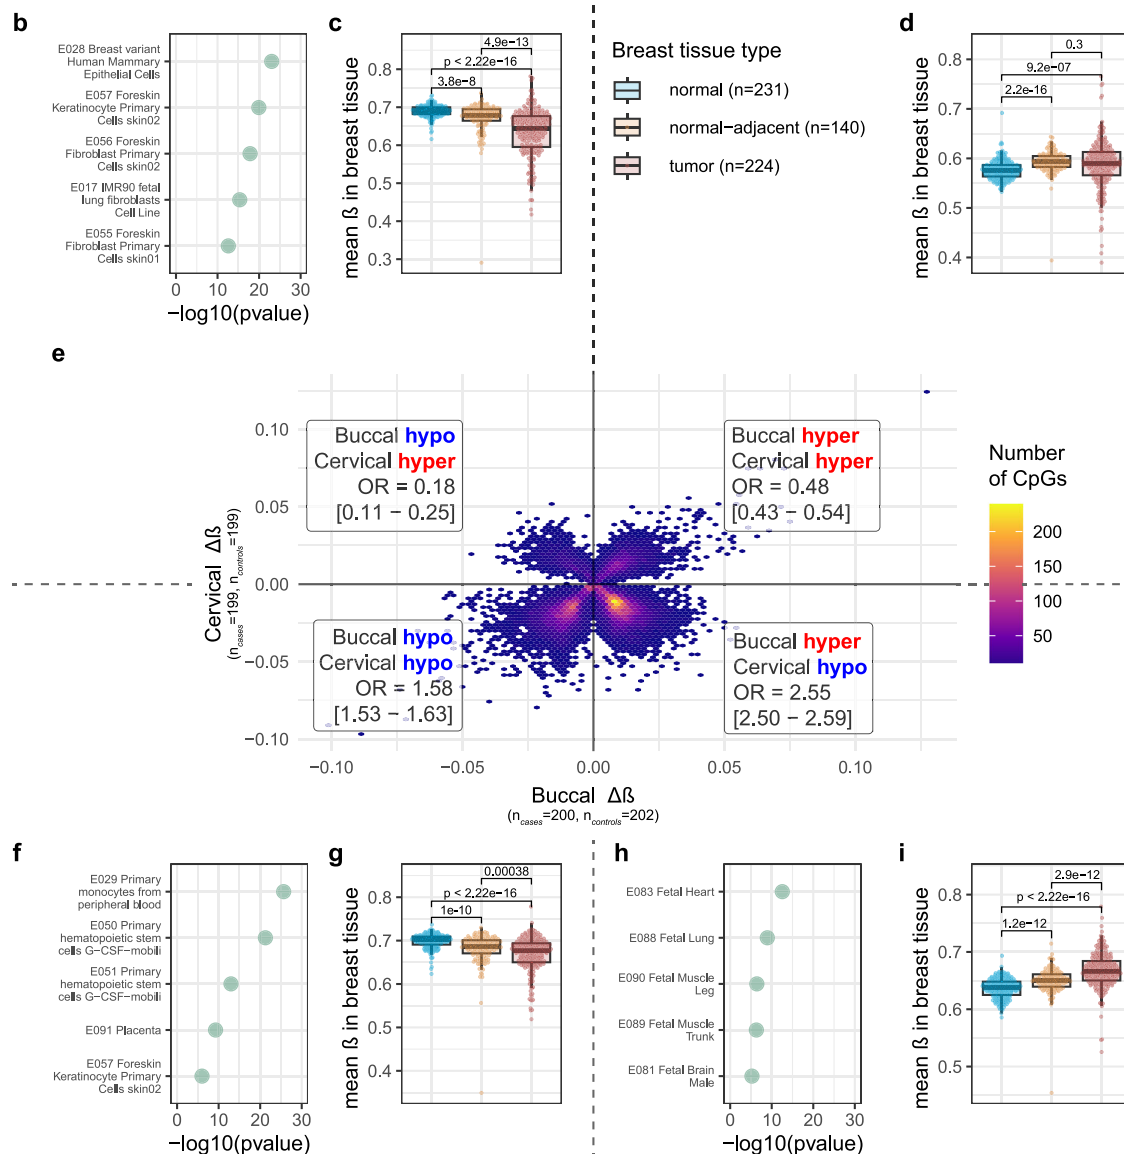 b
E028 Breast variant
Human Mammary
Epithelial Cells
E057 Foreskin
Keratinocyte Primary
Cells skin02
E056 Foreskin
Fibroblast Primary
Cells skin02
E017 IMR90 fetal
lung fibroblasts
Cell Line
E055 Foreskin
Fibroblast Primary
Cells skin01
0 10 20 30
−log10(pvalue)
c
mean ß in breast tissue
0.8
0.7
0.6
0.5
0.4
0.3
4.9e−13
p < 2.22e−16
3.8e−8
Breast tissue type
normal (n=231)
normal−adjacent (n=140)
tumor (n=224)
d
mean ß in breast tissue
0.8
0.7
0.6
0.5
0.4
0.3
9.2e−07
2.2e−16
e
Cervical Δß
(ncases=199, ncontrols=199)
0.10
0.05
0.00
−0.05
−0.10
Buccal hypo
Cervical hyper
OR = 0.18
[0.11 − 0.25]
Buccal hyper
Cervical hyper
OR = 0.48
[0.43 − 0.54]
Buccal hypo
Cervical hypo
OR = 1.58
[1.53 − 1.63]
Buccal hyper
Cervical hypo
OR = 2.55
[2.50 − 2.59]
−0.10 −0.05 0.00 0.05 0.10
Buccal Δß
(ncases=200, ncontrols=202)
Number
of CpGs
200
150
100
50
f
E029 Primary
monocytes from
peripheral blood
E050 Primary
hematopoietic stem
cells G−CSF−mobili
E051 Primary
hematopoietic stem
cells G−CSF−mobili
E091 Placenta
E057 Foreskin
Keratinocyte Primary
Cells skin02
0 10 20 30
−log10(pvalue)
g
mean ß in breast tissue
0.8
0.7
0.6
0.5
0.4
0.00038
p < 2.22e−16
1e−10
h
E083 Fetal Heart
E088 Fetal Lung
E090 Fetal Muscle
Leg
E089 Fetal Muscle
Trunk
E081 Fetal Brain
Male
0 10 20 30
−log10(pvalue)
i
mean ß in breast tissue
0.8
0.7
0.6
0.5
2.9e−12
p < 2.22e−16
1.2e−12